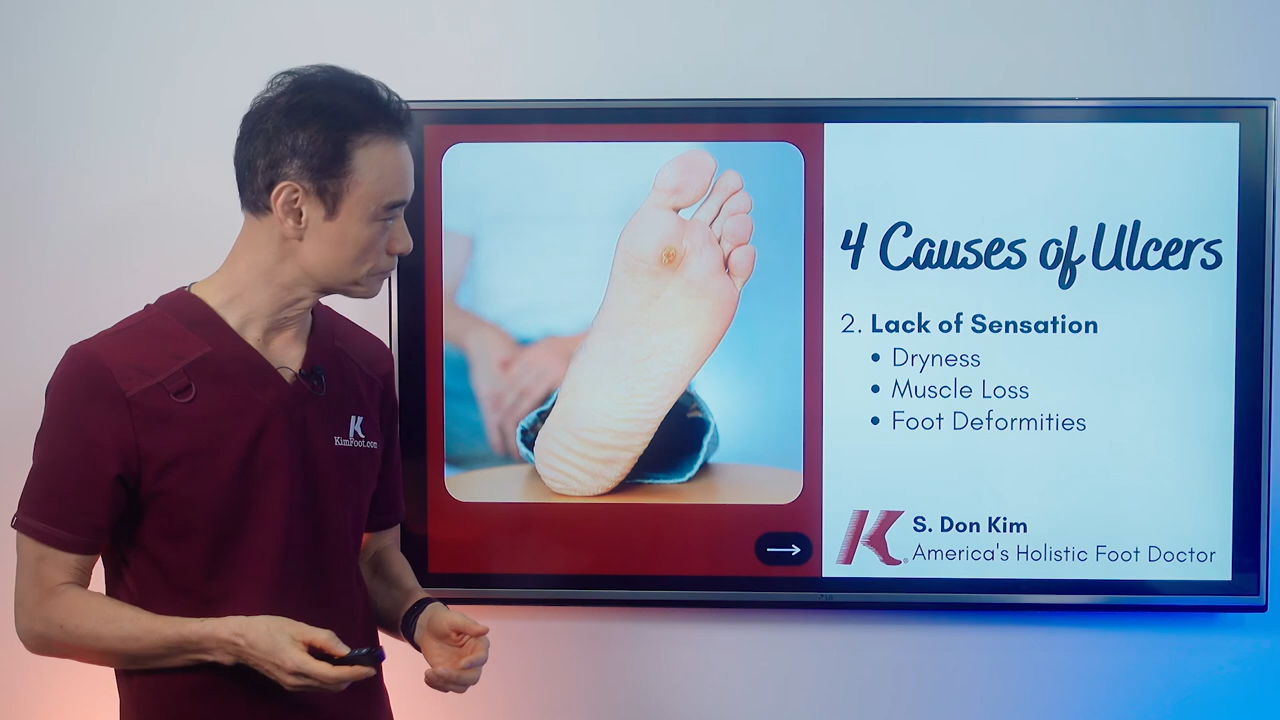 K
KimFoot.com
4 Causes of Ulcers
2. Lack of Sensation
• Dryness
• Muscle Loss
• Foot Deformities
K®
S. Don Kim
America's Holistic Foot Doctor